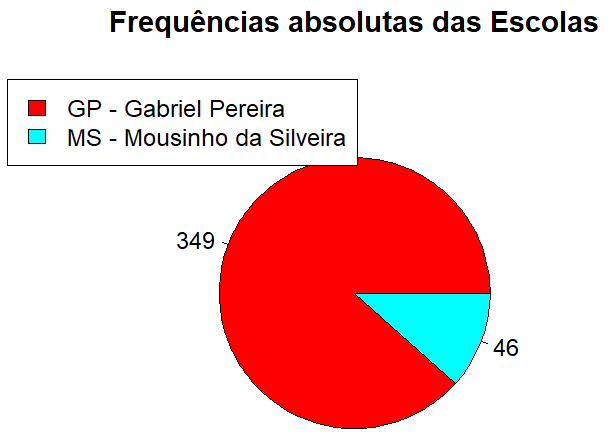 Frequências absolutas das Escolas
GP - Gabriel Pereira
MS - Mousinho da Silveira
349
46